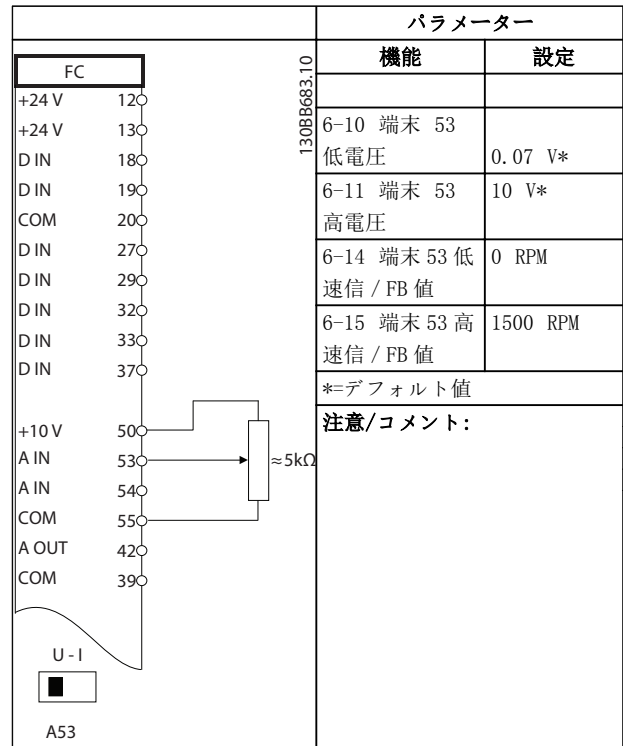 FC
+24 V 12
+24 V 13
D IN 18
D IN 19
COM 20
D IN 27
D IN 29
D IN 32
D IN 33
D IN 37
+10 V 50
A IN 53
A IN 54
COM 55
A OUT 42
COM 39
≈5kΩ
U - I
A53
130BB683.10
パラメーター
機能 設定
6-10 端末 53
低電圧 0.07 V*
6-11 端末 53 10 V*
高電圧
6-14 端末 53 低 0 RPM
速信 / FB 値
6-15 端末 53 高 1500 RPM
速信 / FB 値
*=デフォルト値
注意/コメント: